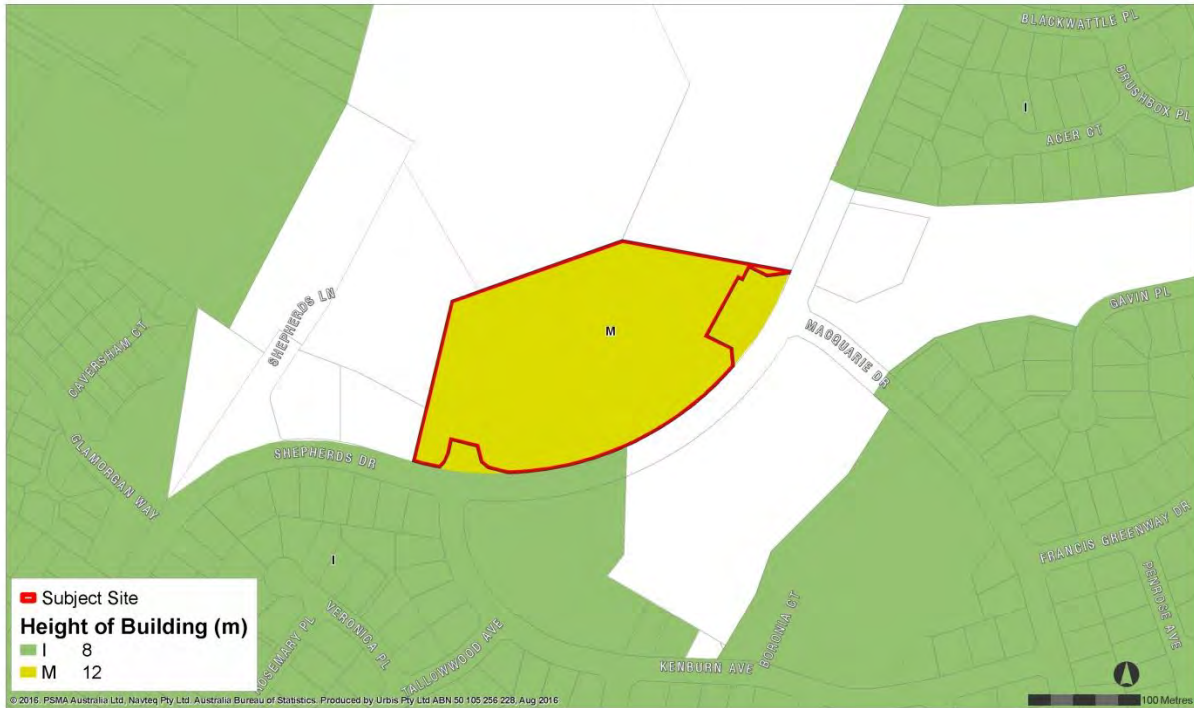 BLACKWATTLE PL
BRUSHBOX PL
I
ACER CT
SHEPHERDS LN
GAVIN PL
CAVERSHAM CT
M
MACQUARIE DR
GLAMORGAN WAY
SHEPHERDS DR
FRANCIS GREENWAY DR
PENROSE AVE
I
VERONICA PL
ROSEMARY PL
TALLOWWOOD AVE
BORONIA CT
KENBURN AVE
Subject Site
Height of Building (m)
I 8
M 12
© 2016. PSMA Australia Ltd, Navteq Pty Ltd. Australia Bureau of Statistics. Produced by Urbis Pty Ltd ABN 50 105 256 228, Aug 2016
100 Metres